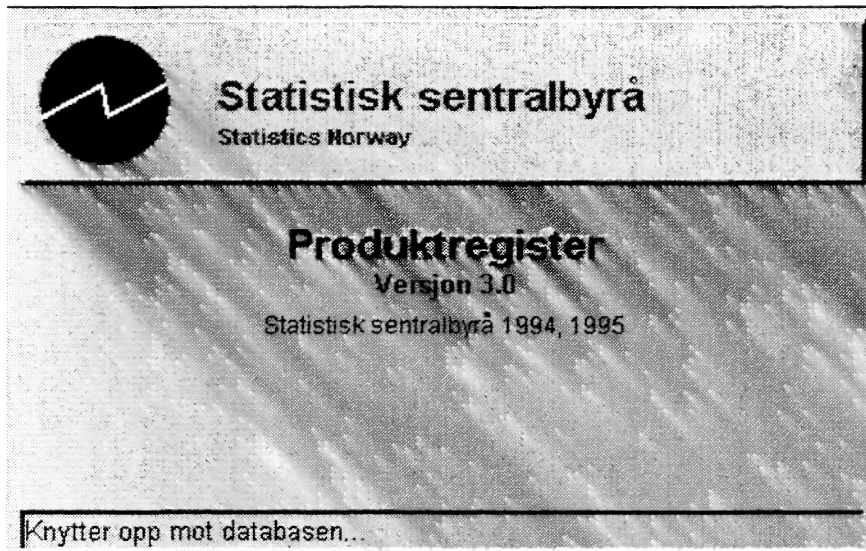 Statistisk sentralbyrå
Statistics Norway
Produktregister
Versjon 3.0
Statistisk sentralbyrå 1994, 1995
Knytter opp mot databasen...